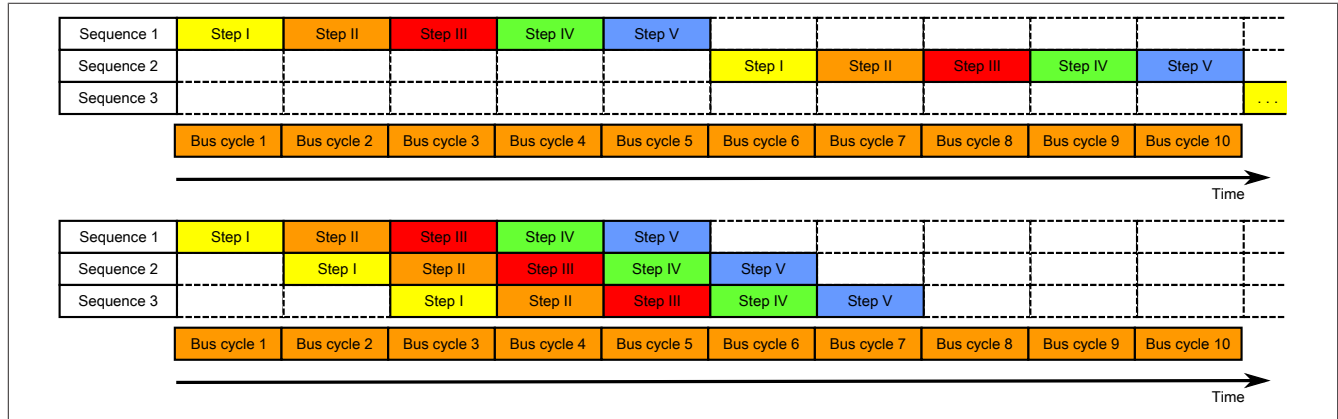 Sequence 1 Step I Step II Step III Step IV Step V
Sequence 2 Step I Step II Step III Step IV Step V
Sequence 3 . . .
Bus cycle 1 Bus cycle 2 Bus cycle 3 Bus cycle 4 Bus cycle 5 Bus cycle 6 Bus cycle 7 Bus cycle 8 Bus cycle 9 Bus cycle 10
Time
Sequence 1 Step I Step II Step III Step IV Step V
Sequence 2 Step I Step II Step III Step IV Step V
Sequence 3 Step I Step II Step III Step IV Step V
Bus cycle 1 Bus cycle 2 Bus cycle 3 Bus cycle 4 Bus cycle 5 Bus cycle 6 Bus cycle 7 Bus cycle 8 Bus cycle 9 Bus cycle 10
Time